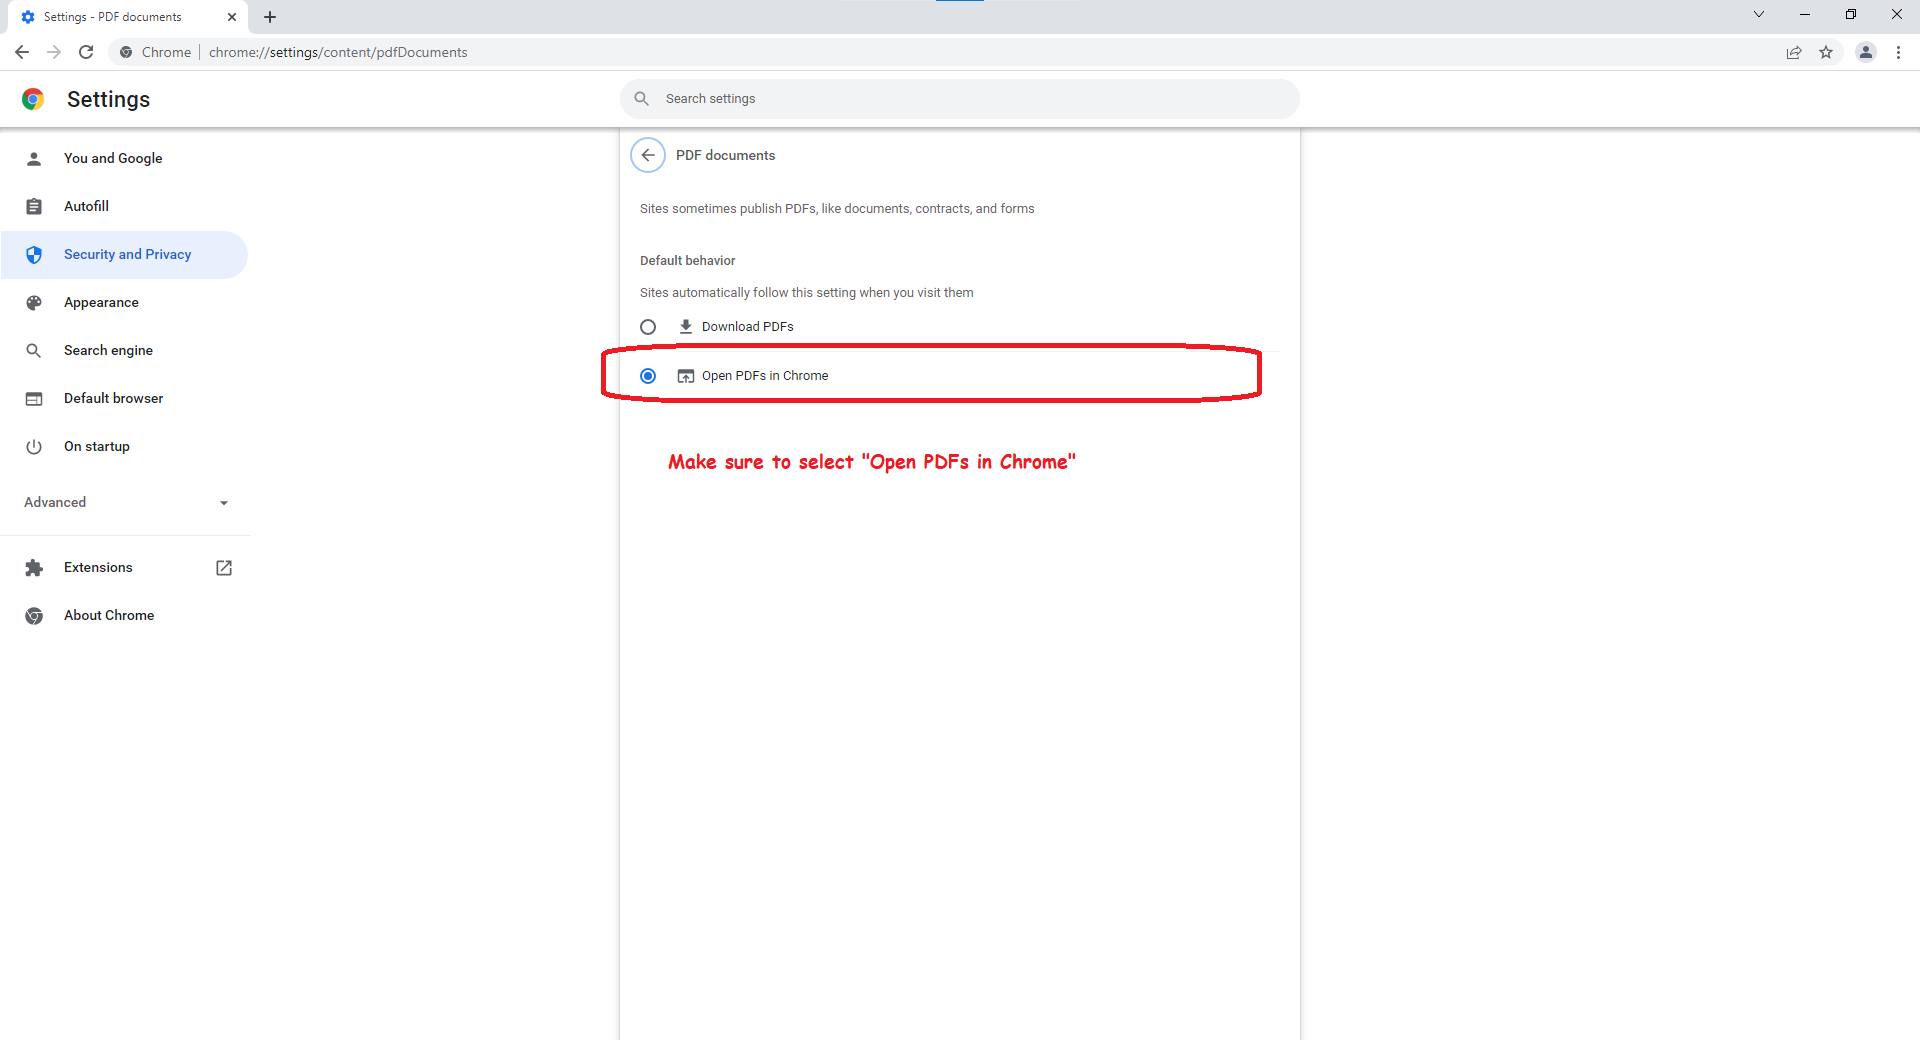 Settings - PDF documents
Chrome
chrome://settings/content/pdfDocuments
Settings
Search settings
You and Google
Autofill
Security and Privacy
Appearance
Search engine
Default browser
On startup
Advanced
Extensions
About Chrome
PDF documents
Sites sometimes publish PDFs, like documents, contracts, and forms
Default behavior
Sites automatically follow this setting when you visit them
Download PDFs
Open PDFs in Chrome
Make sure to select "Open PDFs in Chrome"